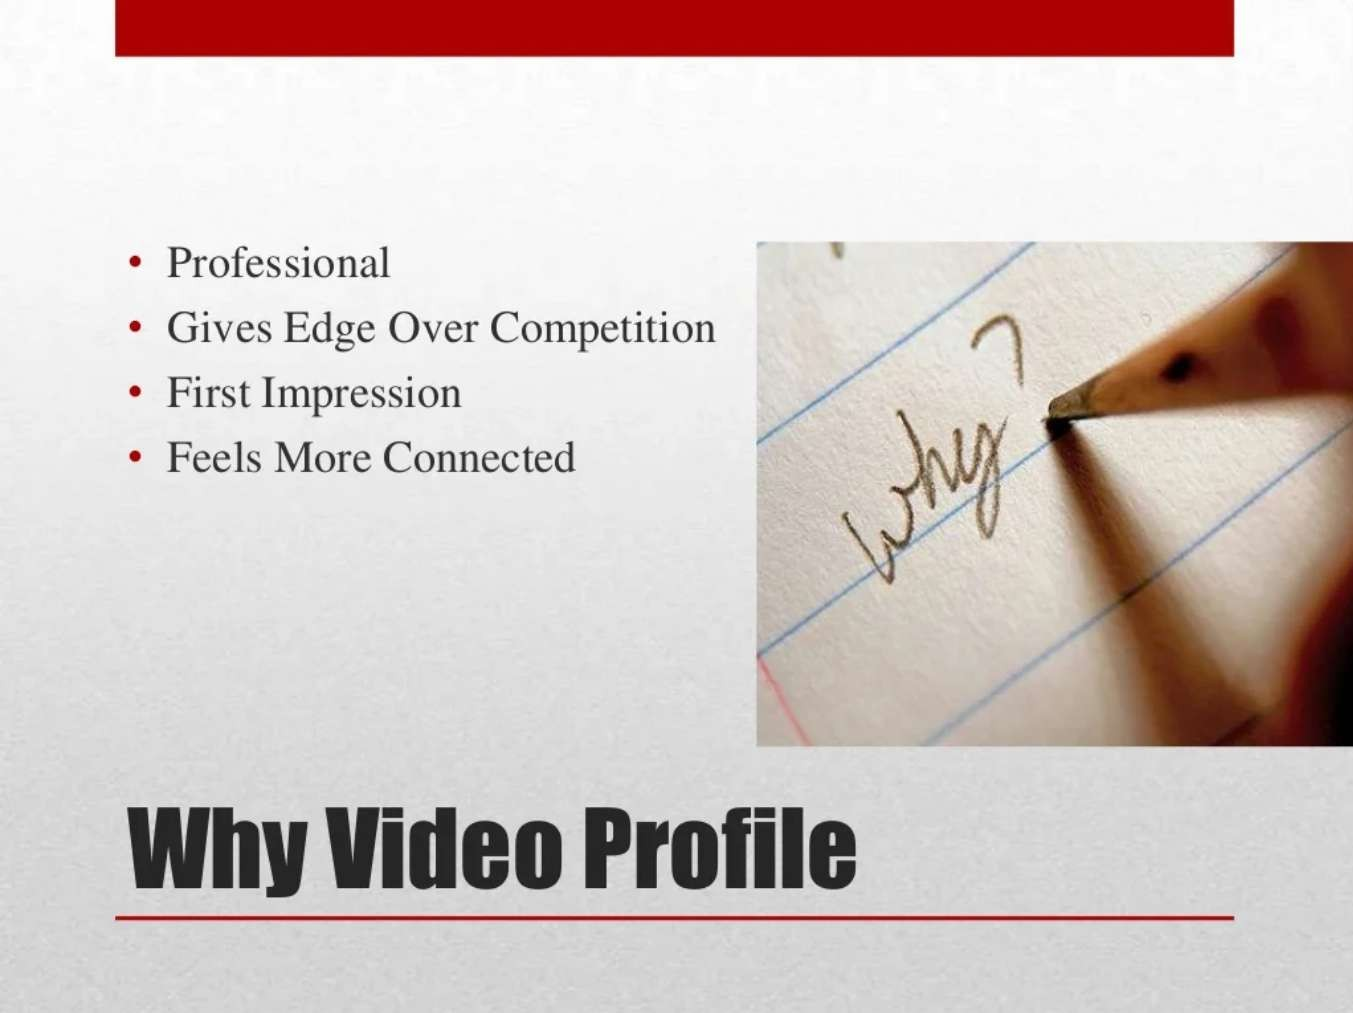 Professional
Gives Edge Over Competition
First Impression
Feels More Connected
why?
Why Video Profile